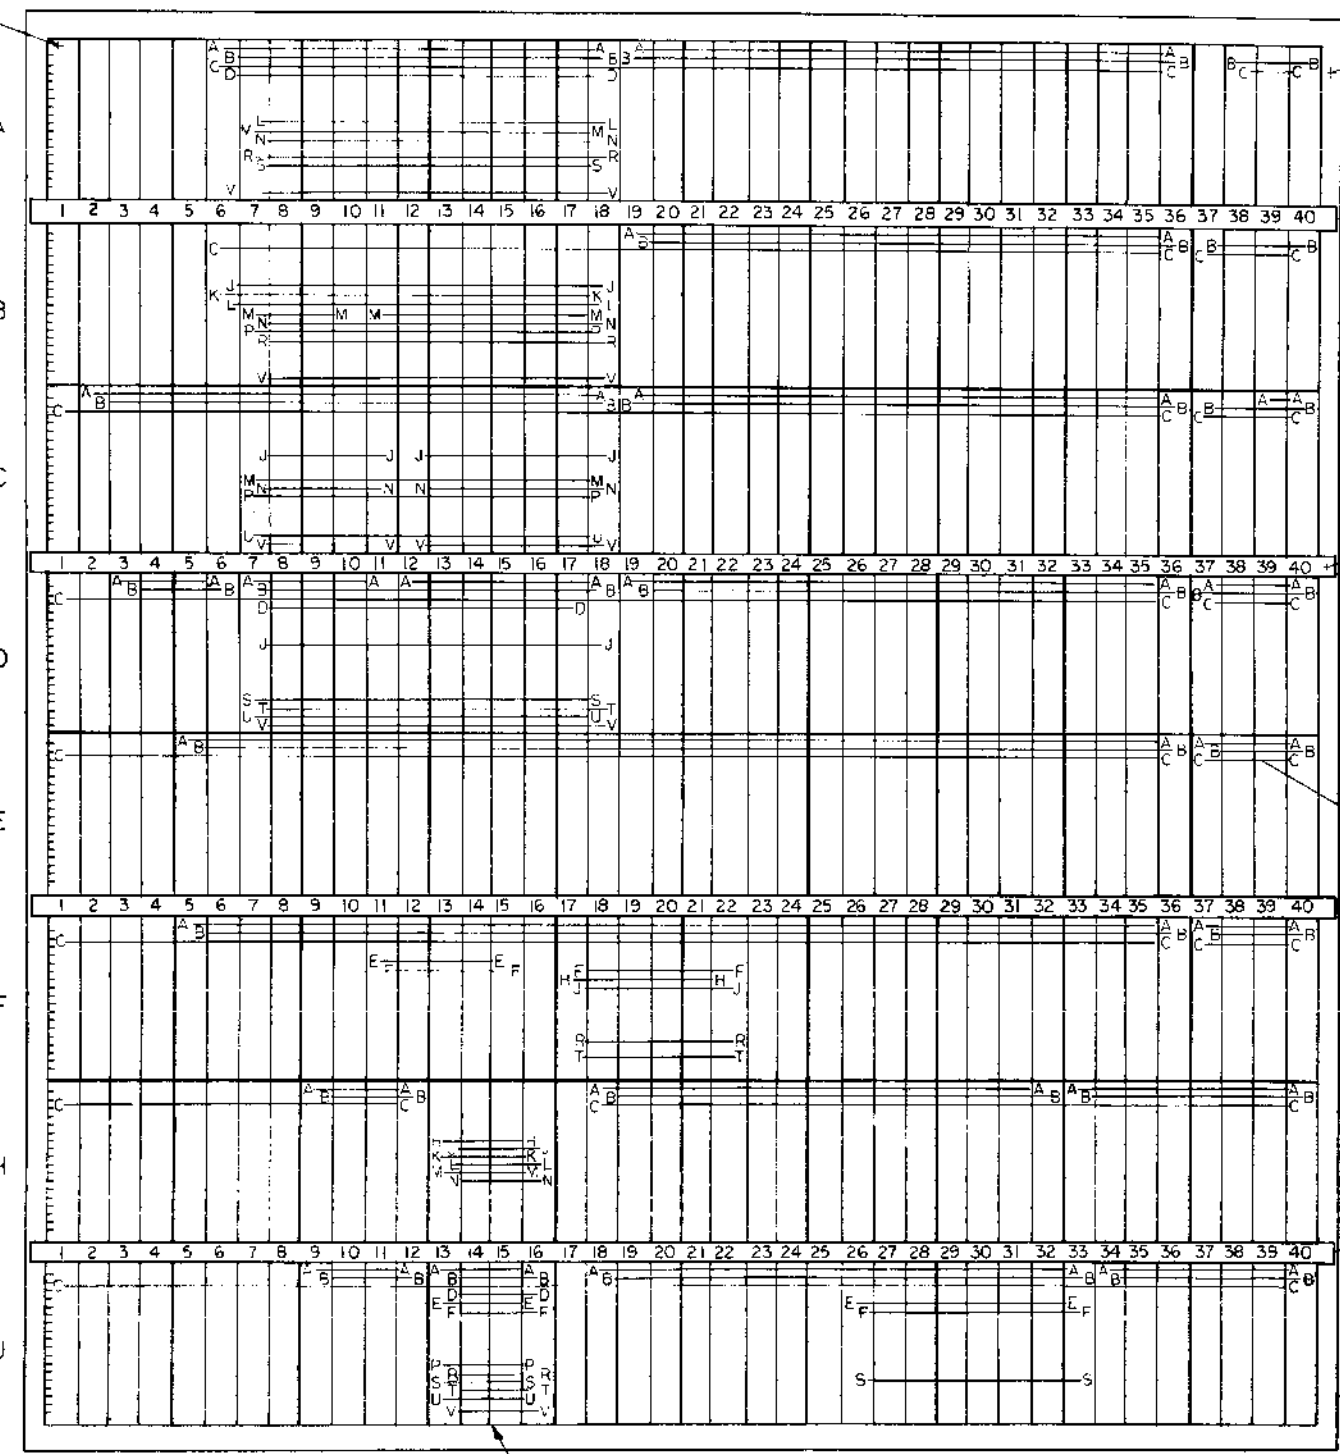 A A A A
B B B B B C C B
C C
D D
A
L L
M N
N
R R
S S
V V
1 2 3 4 5 6 7 8 9 10 11 12 13 14 15 16 17 18 19 20 21 22 23 24 25 26 27 28 29 30 31 32 33 34 35 36 37 38 39 40
C A A B B B
C C C
J J
K K
L
M M M M
N N
P
R R
V V
A A A A A
B B B B B B
C C C C
J J J J
C
M M
N N N N
P P
U
V V V V
1 2 3 4 5 6 7 8 9 10 11 12 13 14 15 16 17 18 19 20 21 22 23 24 25 26 27 28 29 30 31 32 33 34 35 36 37 38 39 40
A A A A A A A A A A
B B B B B B B
C C C C
D D
J J
S S
T T
U U
V V
A A A A
B B B B
C C C C
E
1 2 3 4 5 6 7 8 9 10 11 12 13 14 15 16 17 18 19 20 21 22 23 24 25 26 27 28 29 30 31 32 33 34 35 36 37 38 39 40
A A A A
B B B B
C C C
E E
F F
H H
J J
R R
T T
A A A A A A
B B B B B B
C C C C
K K
L L
M
N N
1 2 3 4 5 6 7 8 9 10 11 12 13 14 15 16 17 18 19 20 21 22 23 24 25 26 27 28 29 30 31 32 33 34 35 36 37 38 39 40
A A A A A A A
B B B B B B B B
C
D D
E E E E
F F F F
P P
R R
S S S S
T T
U U
V V